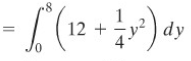 = ∫₀⁸ (12 + 1/4 y²) dy